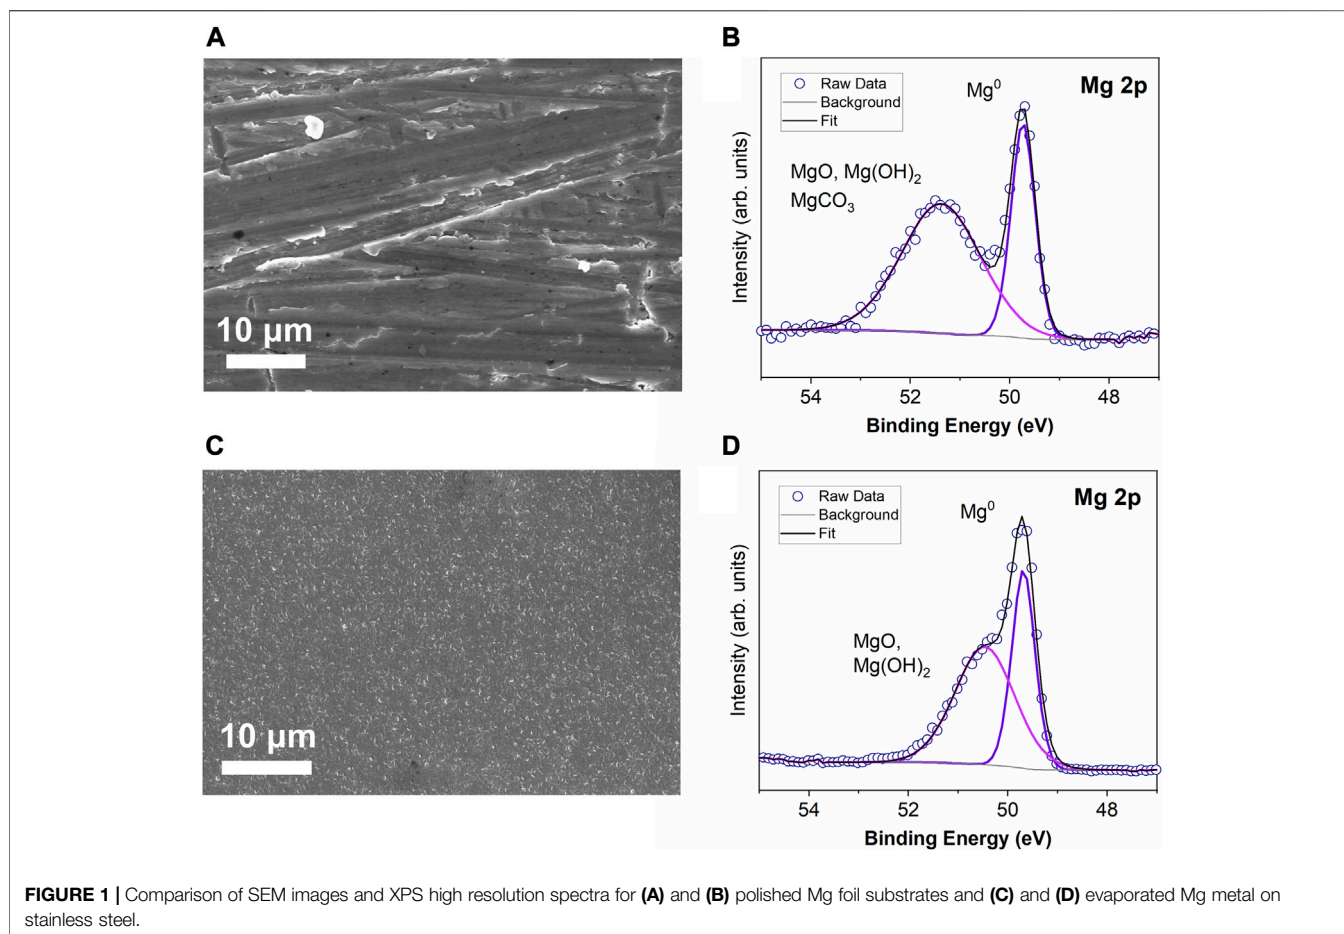 A
10 µm
B
Raw Data
Background
Fit
Mg⁰
Mg 2p
MgO, Mg(OH)₂
MgCO₃
Intensity (arb. units)
54 52 50 48
Binding Energy (eV)
C
10 µm
D
Raw Data
Background
Fit
Mg⁰
Mg 2p
MgO,
Mg(OH)₂
Intensity (arb. units)
54 52 50 48
Binding Energy (eV)
FIGURE 1 | Comparison of SEM images and XPS high resolution spectra for (A) and (B) polished Mg foil substrates and (C) and (D) evaporated Mg metal on
stainless steel.